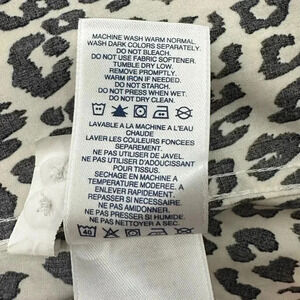 MACHINE WASH WARM NORMAL.
WASH DARK COLORS SEPARATELY.
DO NOT BLEACH.
DO NOT USE FABRIC SOFTENER.
TUMBLE DRY LOW.
REMOVE PROMPTLY.
WARM IRON IF NEEDED.
DO NOT STARCH.
DO NOT PRESS WHEN WET.
DO NOT DRY CLEAN.
LAVABLE A LA MACHINE A L'EAU
CHAUDE
LAVER LES COULEURS FONCEES
SEPAREMENT.
NE PAS UTILISER DE JAVEL.
NE PAS UTILISER D'ADOUCISSANT
POUR TISSUS.
SECHAGE EN MACHINE A
TEMPERATURE MODEREE. A
ENLEVER RAPIDEMENT.
REPASSER SI NECESSAIRE.
NE PAS AMIDONNER.
NE PAS PRESSER SI HUMIDE.
NE PAS NETTOYER A SEC.
40